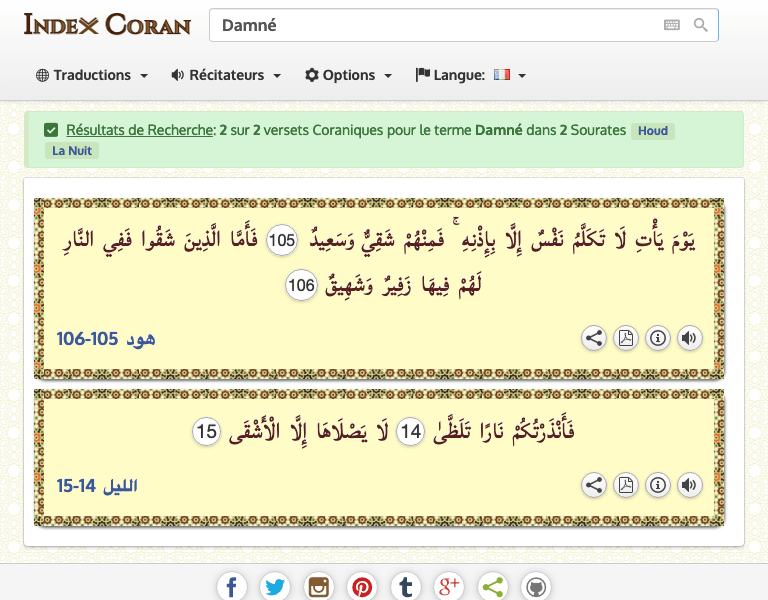 Index Coran
Damné
Traductions Récitateurs Options Langue:
Résultats de Recherche: 2 sur 2 versets Coraniques pour le terme Damné dans 2 Sourates Houd
La Nuit
يَوْمَ يَأْتِ لَا تَكَلَّمُ نَفْسٌ إِلَّا بِإِذْنِهِ ۚ فَمِنْهُمْ شَقِيٌّ وَسَعِيدٌ 105 فَأَمَّا الَّذِينَ شَقُوا فَفِي النَّارِ
لَهُمْ فِيهَا زَفِيرٌ وَشَهِيقٌ 106
هود 105-106
فَأَنْذَرْتُكُمْ نَارًا تَلَظَّىٰ 14 لَا يَصْلَاهَا إِلَّا الْأَشْقَى 15
الليل 14-15